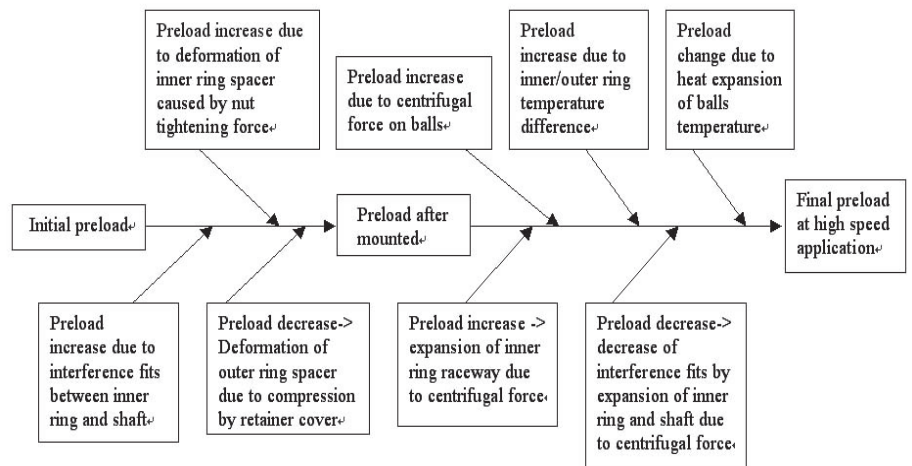 Preload increase due
to deformation of
inner ring spacer
caused by nut
tightening force↵
Preload increase
due to centrifugal
force on balls↵
Preload
increase due to
inner/outer ring
temperature
difference↵
Preload
change due to
heat expansion
of balls
temperature↵
Initial preload↵
Preload after
mounted↵
Final preload
at high speed
application↵
Preload
increase due to
interference fits
between inner
ring and shaft↵
Preload decrease->
Deformation of
outer ring spacer
due to compression
by retainer cover↵
Preload increase ->
expansion of inner
ring raceway due
to centrifugal force↵
Preload decrease->
decrease of
interference fits by
expansion of inner
ring and shaft due
to centrifugal force↵